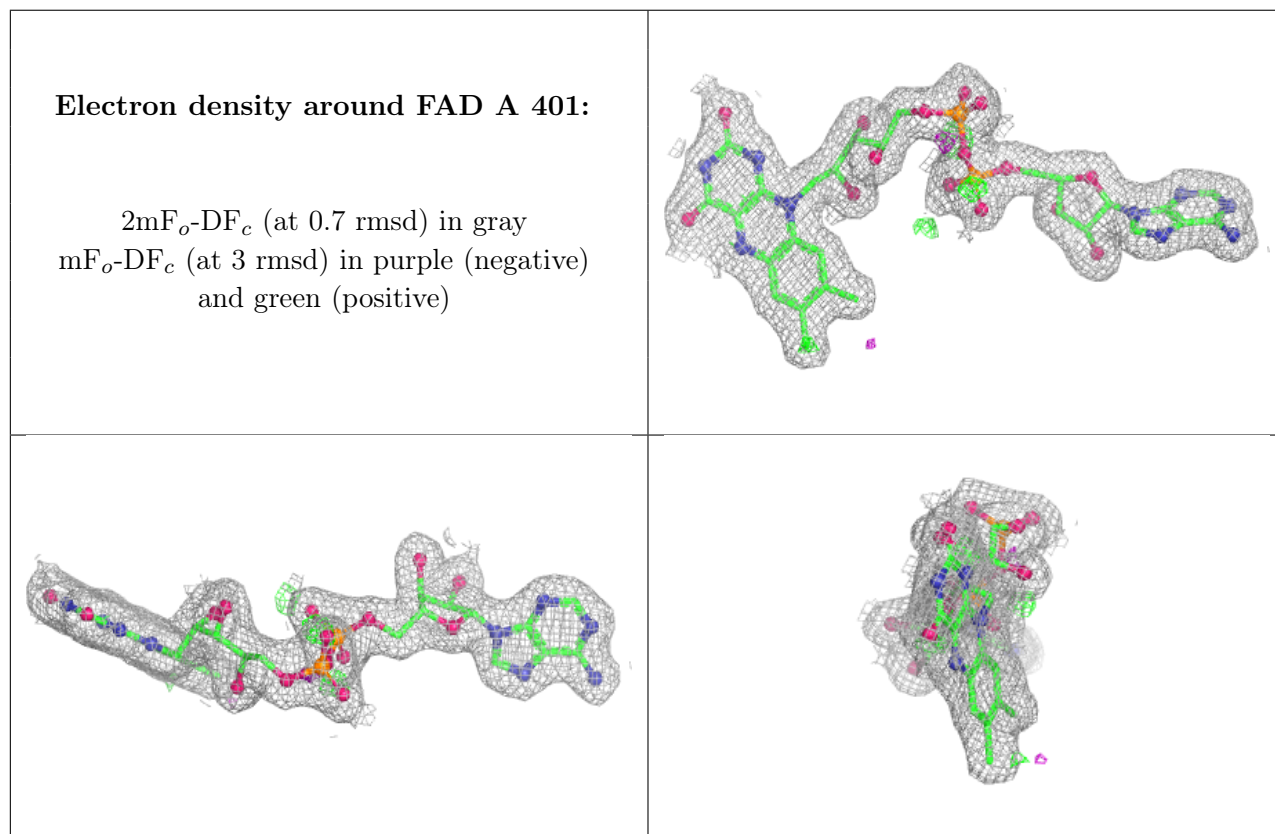 Electron density around FAD A 401:
2mFo-DFc (at 0.7 rmsd) in gray
mFo-DFc (at 3 rmsd) in purple (negative)
and green (positive)